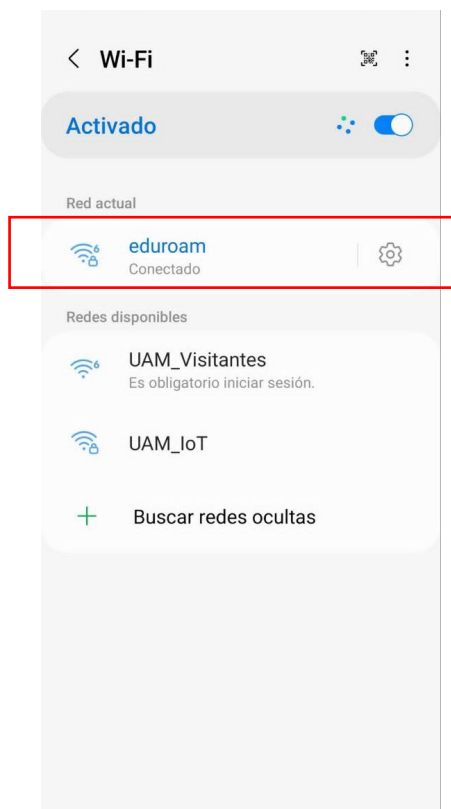 Wi-Fi
Activado
Red actual
eduroam
Conectado
Redes disponibles
UAM_Visitantes
Es obligatorio iniciar sesión.
UAM_IoT
Buscar redes ocultas